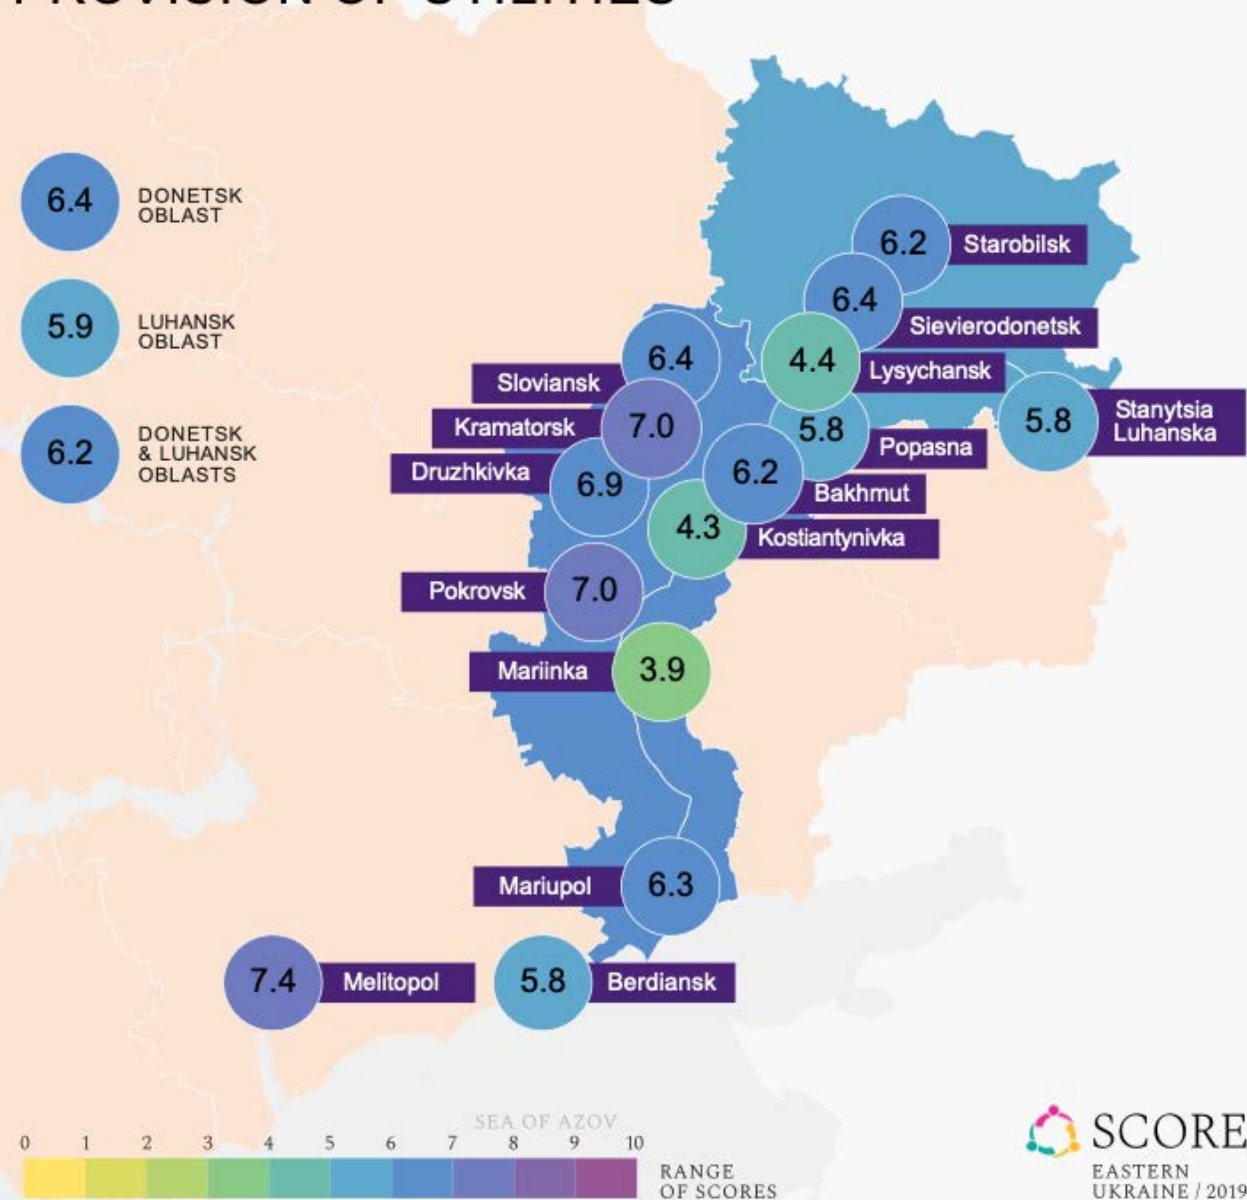 PROVISION OF UTILITIES
6.4
DONETSK
OBLAST
5.9
LUHANSK
OBLAST
6.2
DONETSK
& LUHANSK
OBLASTS
6.2
Starobilsk
6.4
Sievierodonetsk
4.4
Lysychansk
5.8
Popasna
5.8
Stanytsia
Luhanska
6.4
Sloviansk
7.0
Kramatorsk
6.9
Druzhkivka
6.2
Bakhmut
4.3
Kostiantynivka
7.0
Pokrovsk
3.9
Mariinka
6.3
Mariupol
7.4
Melitopol
5.8
Berdiansk
SEA OF AZOV
0 1 2 3 4 5 6 7 8 9 10
RANGE
OF SCORES
SCORE
EASTERN
UKRAINE / 2019